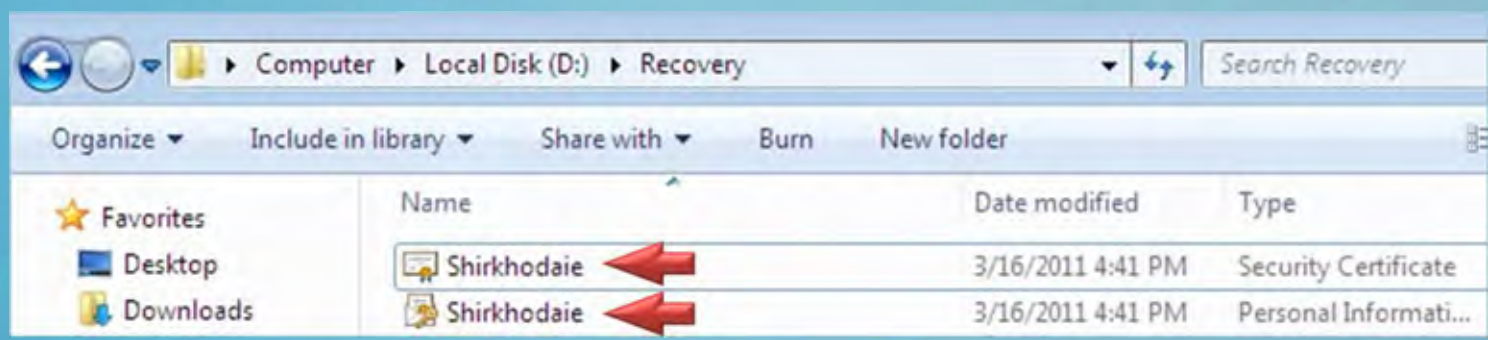 Computer ▸ Local Disk (D:) ▸ Recovery Search Recovery
Organize Include in library Share with Burn New folder
Favorites
Desktop
Downloads
Name Date modified Type
Shirkhodaie 3/16/2011 4:41 PM Security Certificate
Shirkhodaie 3/16/2011 4:41 PM Personal Informati...